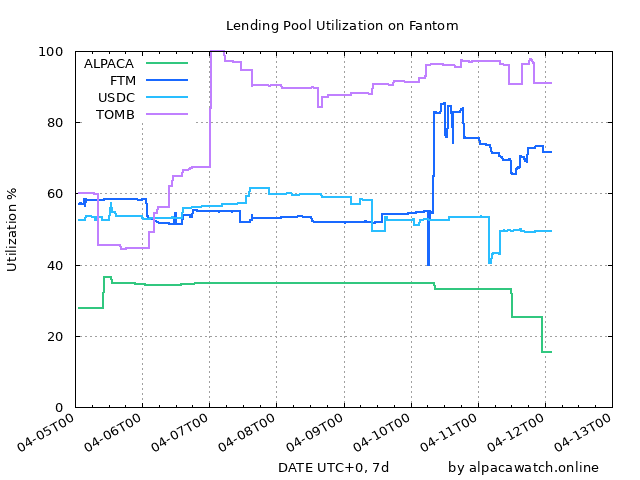 Lending Pool Utilization on Fantom
ALPACA
FTM
USDC
TOMB
Utilization %
100
80
60
40
20
0
04-05T00
04-06T00
04-07T00
04-08T00
04-09T00
04-10T00
04-11T00
04-12T00
04-13T00
DATE UTC+0, 7d
by alpacawatch.online